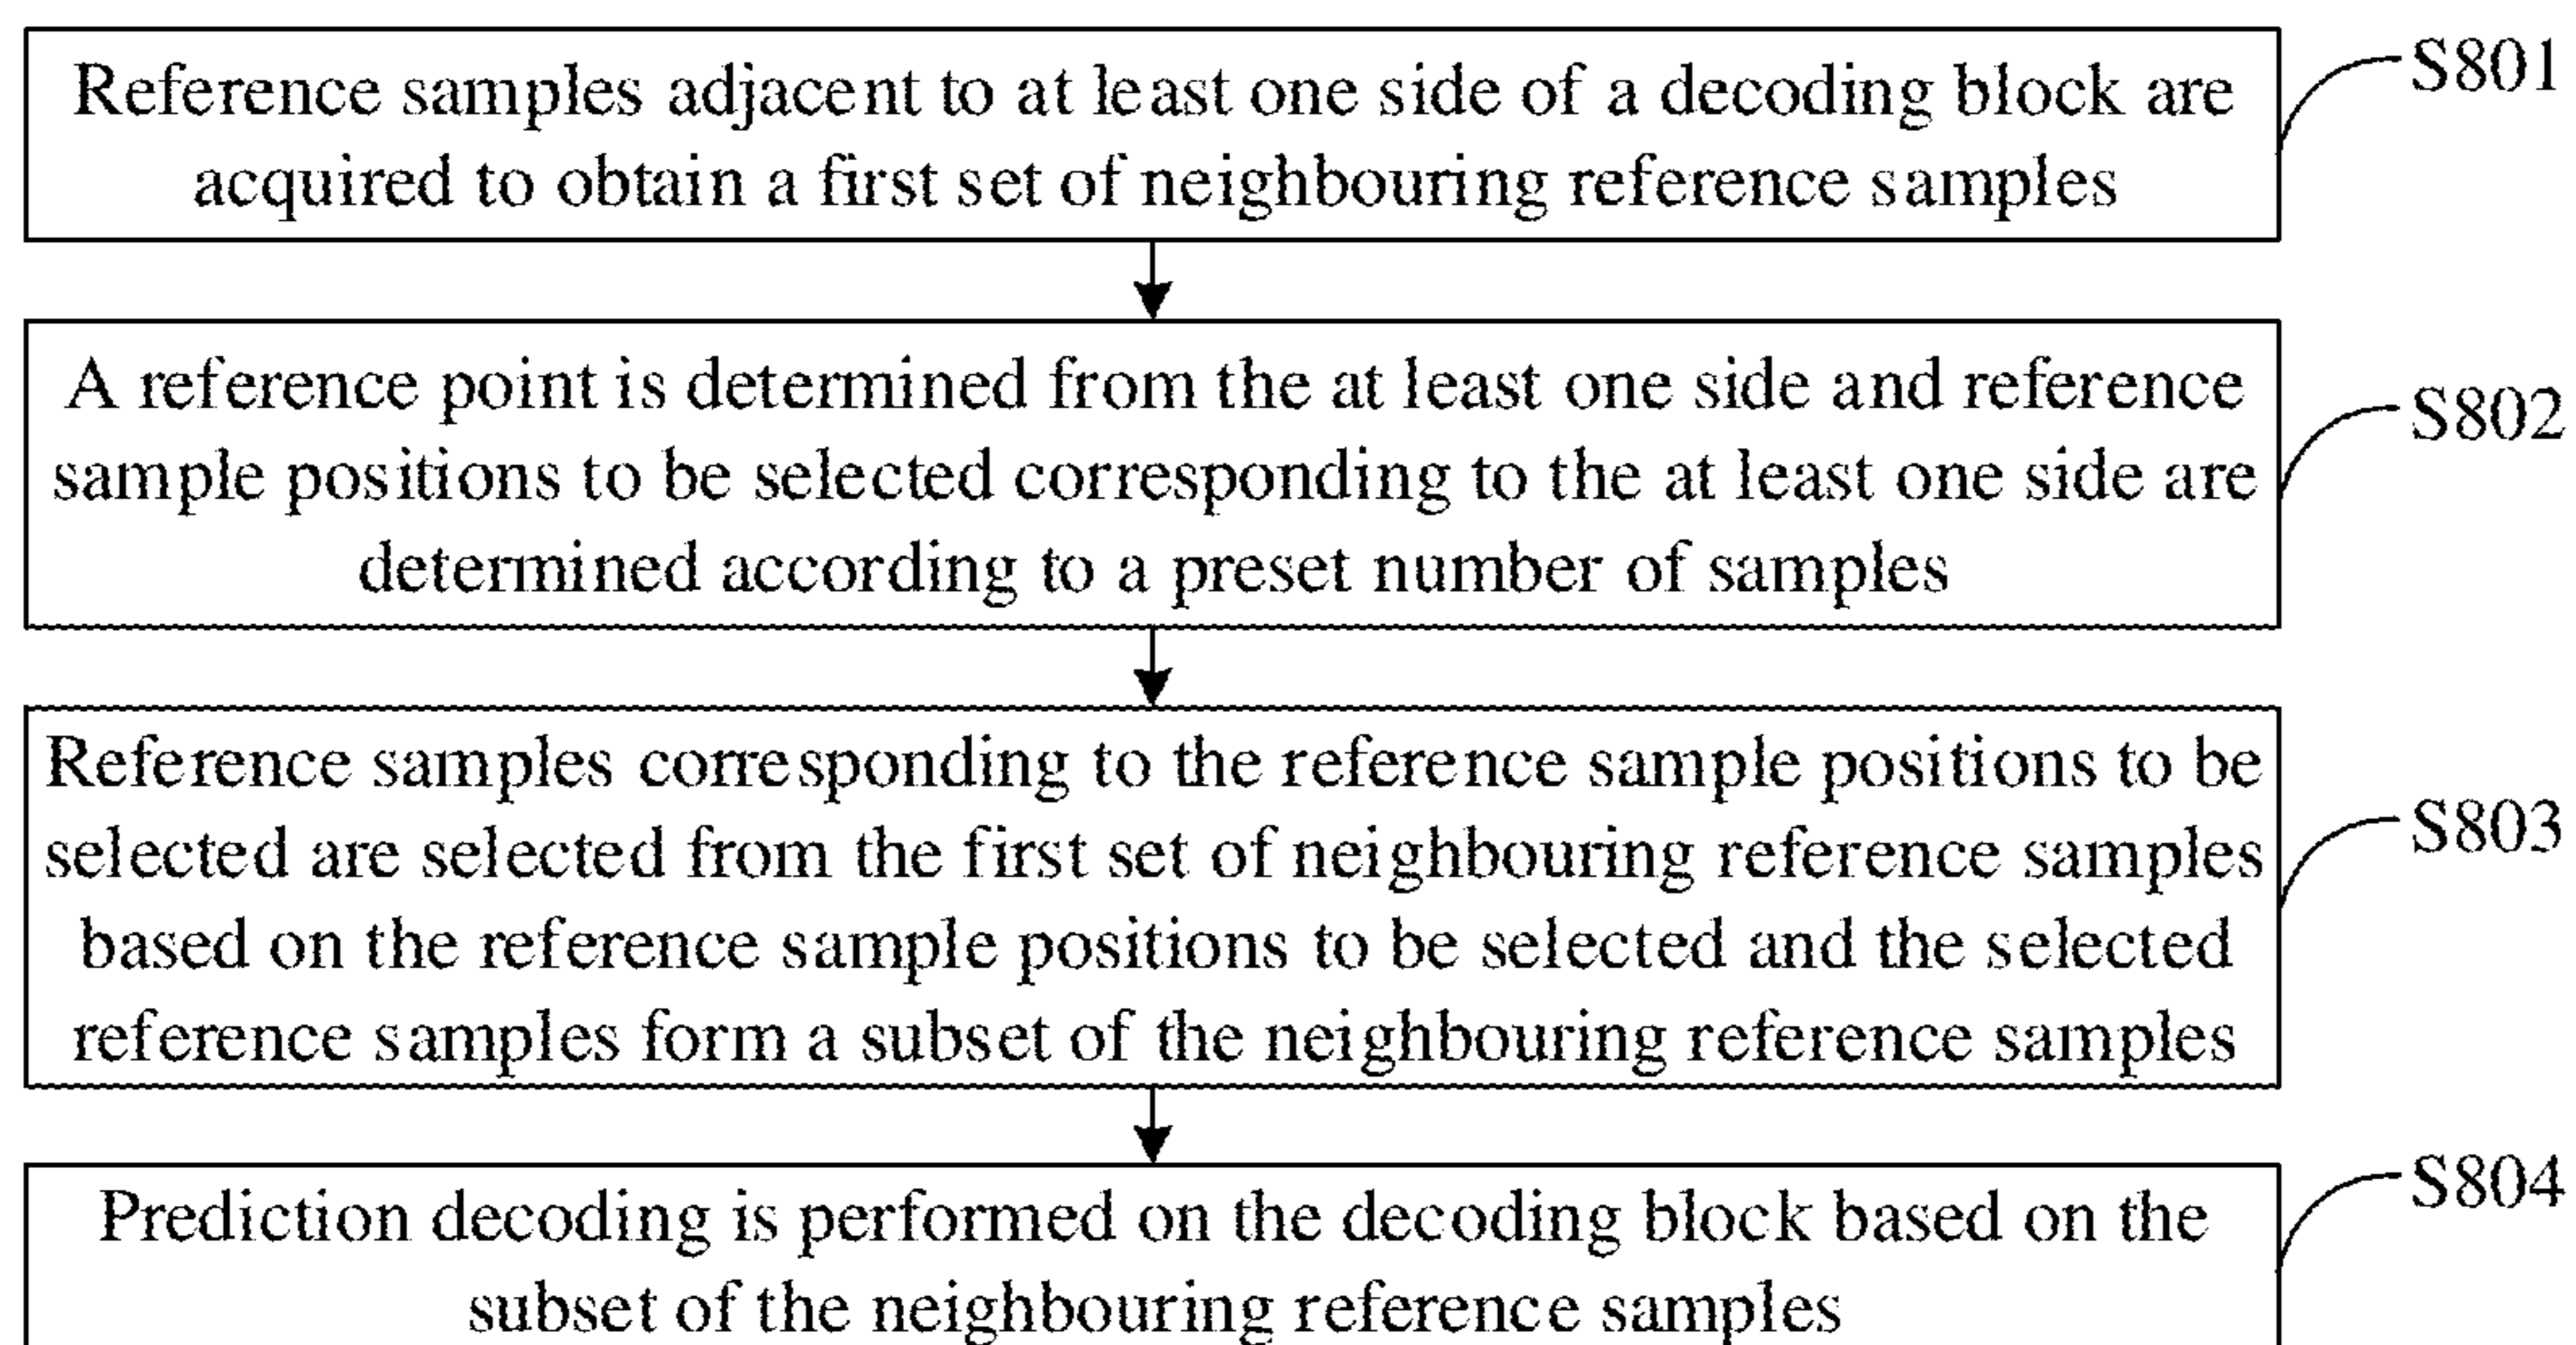 Reference samples adjacent to at least one side of a decoding block are
acquired to obtain a first set of neighbouring reference samples
S801
A reference point is determined from the at least one side and reference
sample positions to be selected corresponding to the at least one side are
determined according to a preset number of samples
S802
Reference samples corresponding to the reference sample positions to be
selected are selected from the first set of neighbouring reference samples
based on the reference sample positions to be selected and the selected
reference samples form a subset of the neighbouring reference samples
S803
Prediction decoding is performed on the decoding block based on the
subset of the neighbouring reference samples
S804